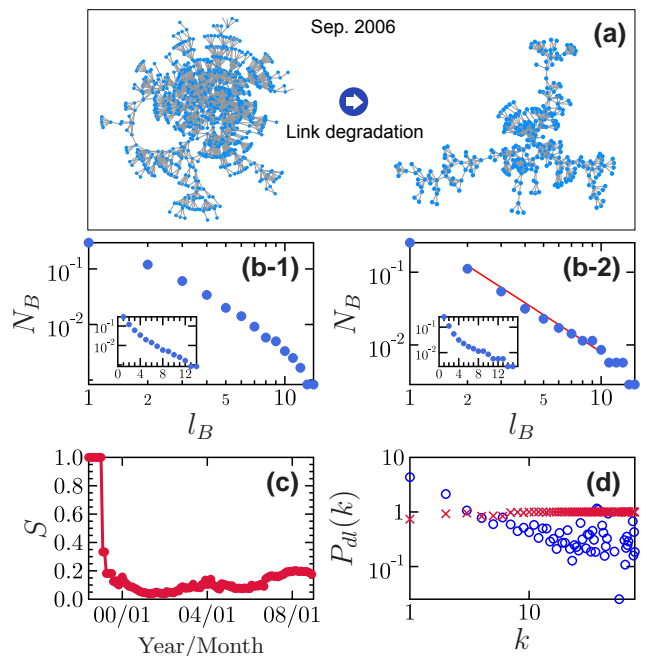 Sep. 2006
(a)
Link degradation
(b-1)
N_B
10^{-1}
10^{-2}
10^{-1}
10^{-2}
0 4 8 12
1 2 5 10
l_B
(b-2)
N_B
10^{-1}
10^{-2}
10^{-1}
10^{-2}
0 4 8 12 16
1 2 5 10
l_B
(c)
S
1.0
0.8
0.6
0.4
0.2
0.0
00/01 04/01 08/01
Year/Month
(d)
P_{dl}(k)
10
1
10^{-1}
1 10
k